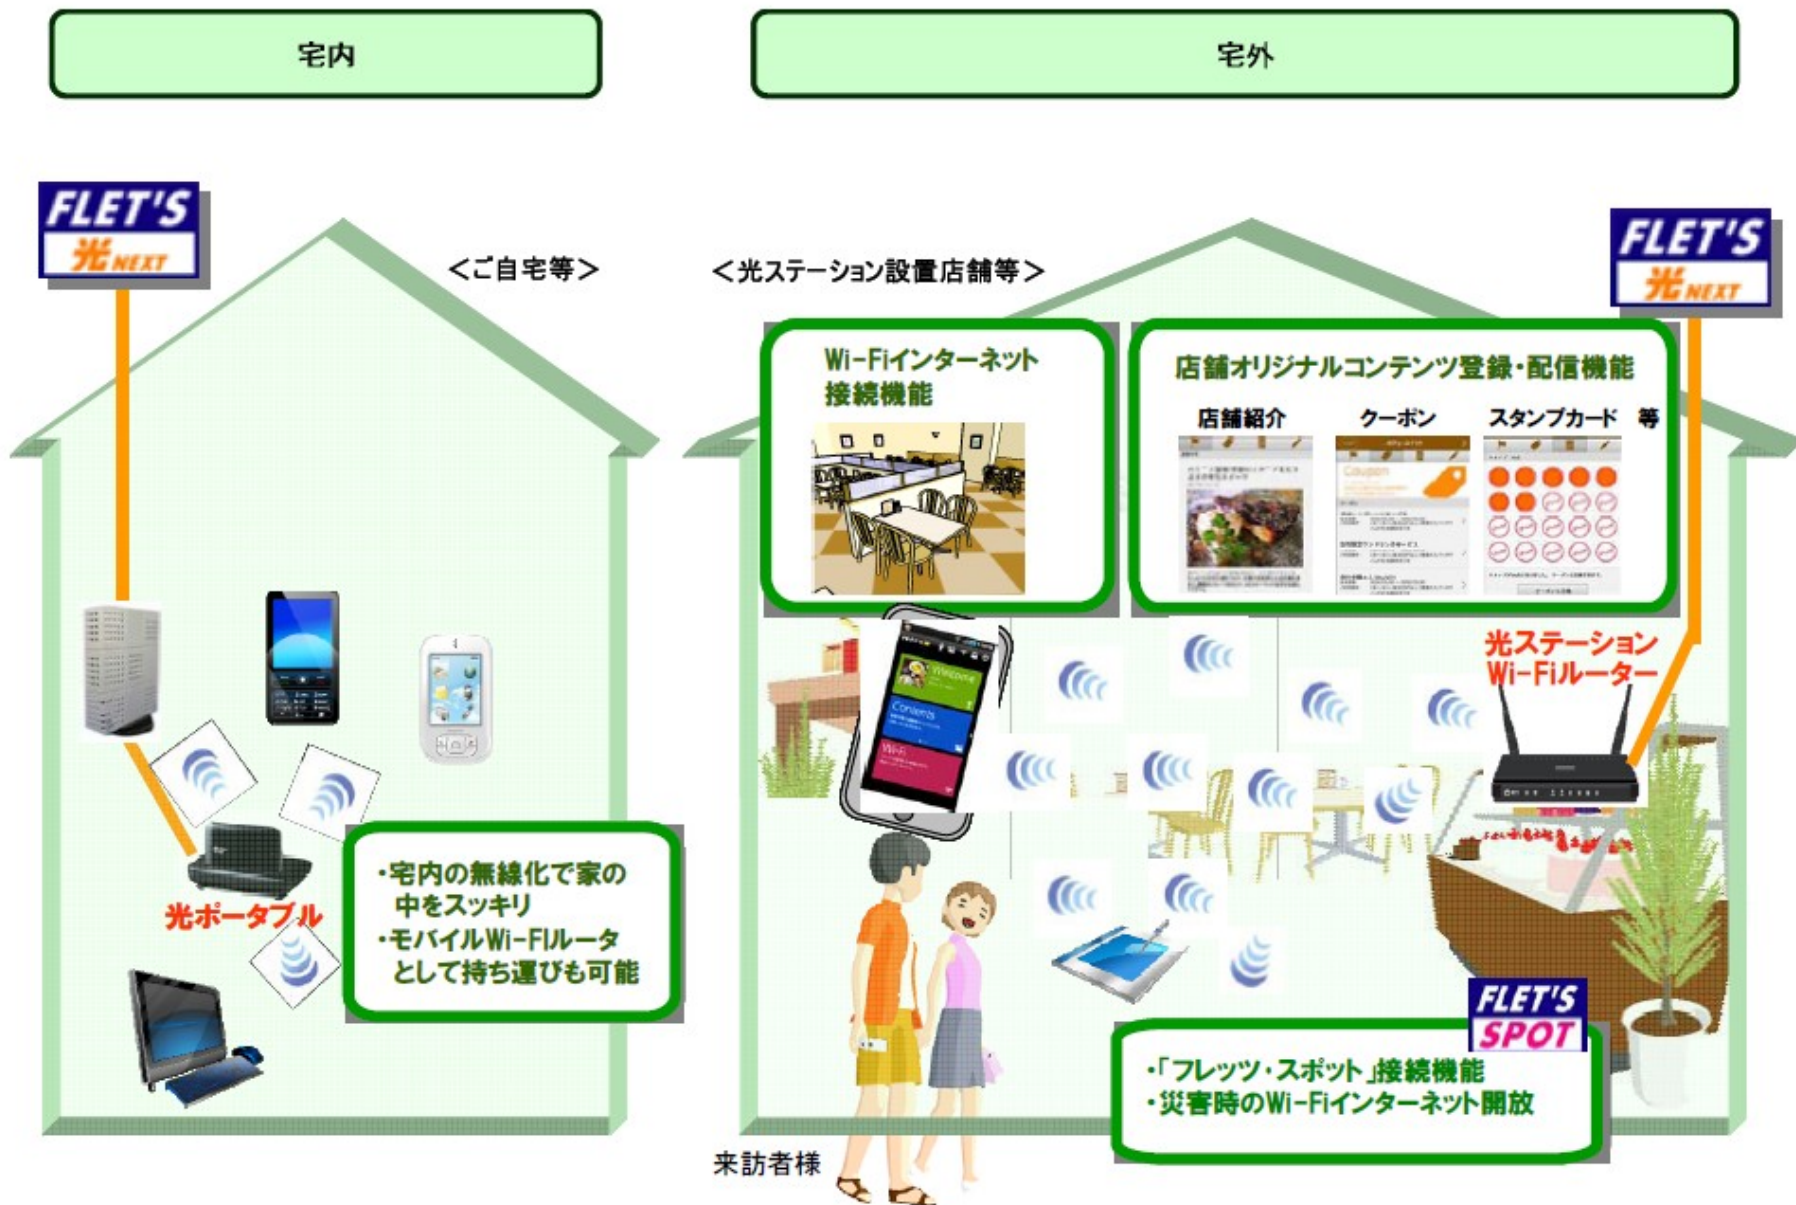 宅内
宅外
FLET'S
光NEXT
<ご自宅等>
<光ステーション設置店舗等>
FLET'S
光NEXT
Wi-Fiインターネット
接続機能
店舗オリジナルコンテンツ登録・配信機能
店舗紹介
クーポン
スタンプカード 等
Coupon
光ステーション
Wi-Fiルーター
Welcome
Contents
Wi-Fi
光ポータブル
・宅内の無線化で家の
中をスッキリ
・モバイルWi-Fiルータ
として持ち運びも可能
FLET'S
SPOT
・「フレッツ・スポット」接続機能
・災害時のWi-Fiインターネット開放
来訪者様